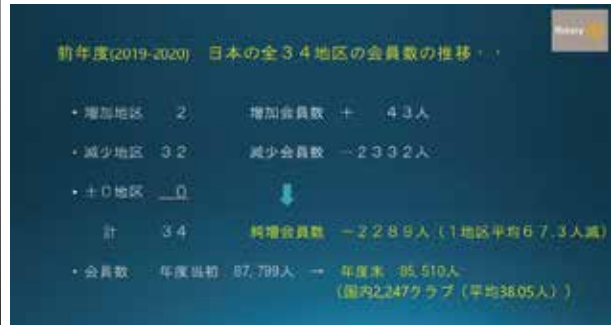 Rotary
前年度(2019-2020) 日本の全34地区の会員数の推移・・
・増加地区 2 増加会員数 + 43人
・減少地区 32 減少会員数 -2332人
・±0地区 0
計 34 純増会員数 -2289人(1地区平均67.3人減)
・会員数 年度当初 87,799人 → 年度末 85,510人
(国内2,247クラブ(平均38.05人))